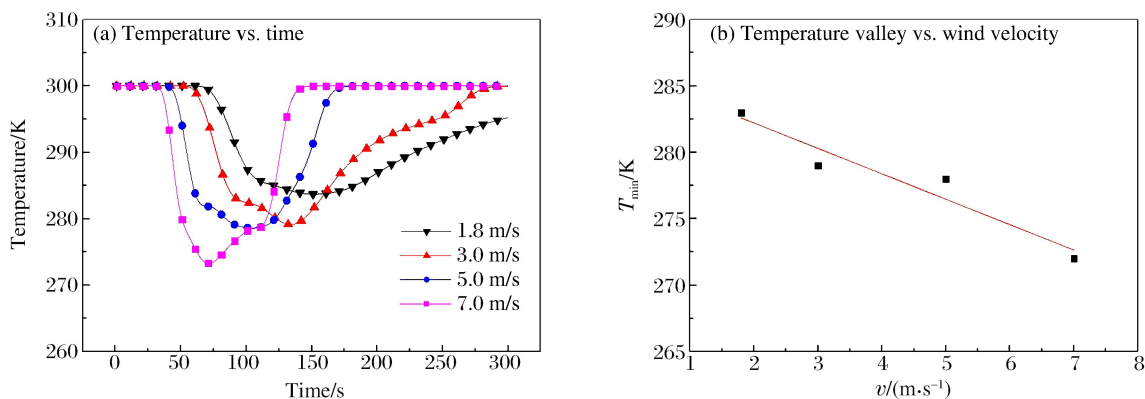 (a) Temperature vs. time
310
300
290
280
270
260
Temperature/K
0
50
100
150
200
250
300
Time/s
1.8 m/s
3.0 m/s
5.0 m/s
7.0 m/s
(b) Temperature valley vs. wind velocity
290
285
280
275
270
265
Tmin/K
1
2
3
4
5
6
7
8
v/(m·s⁻¹)